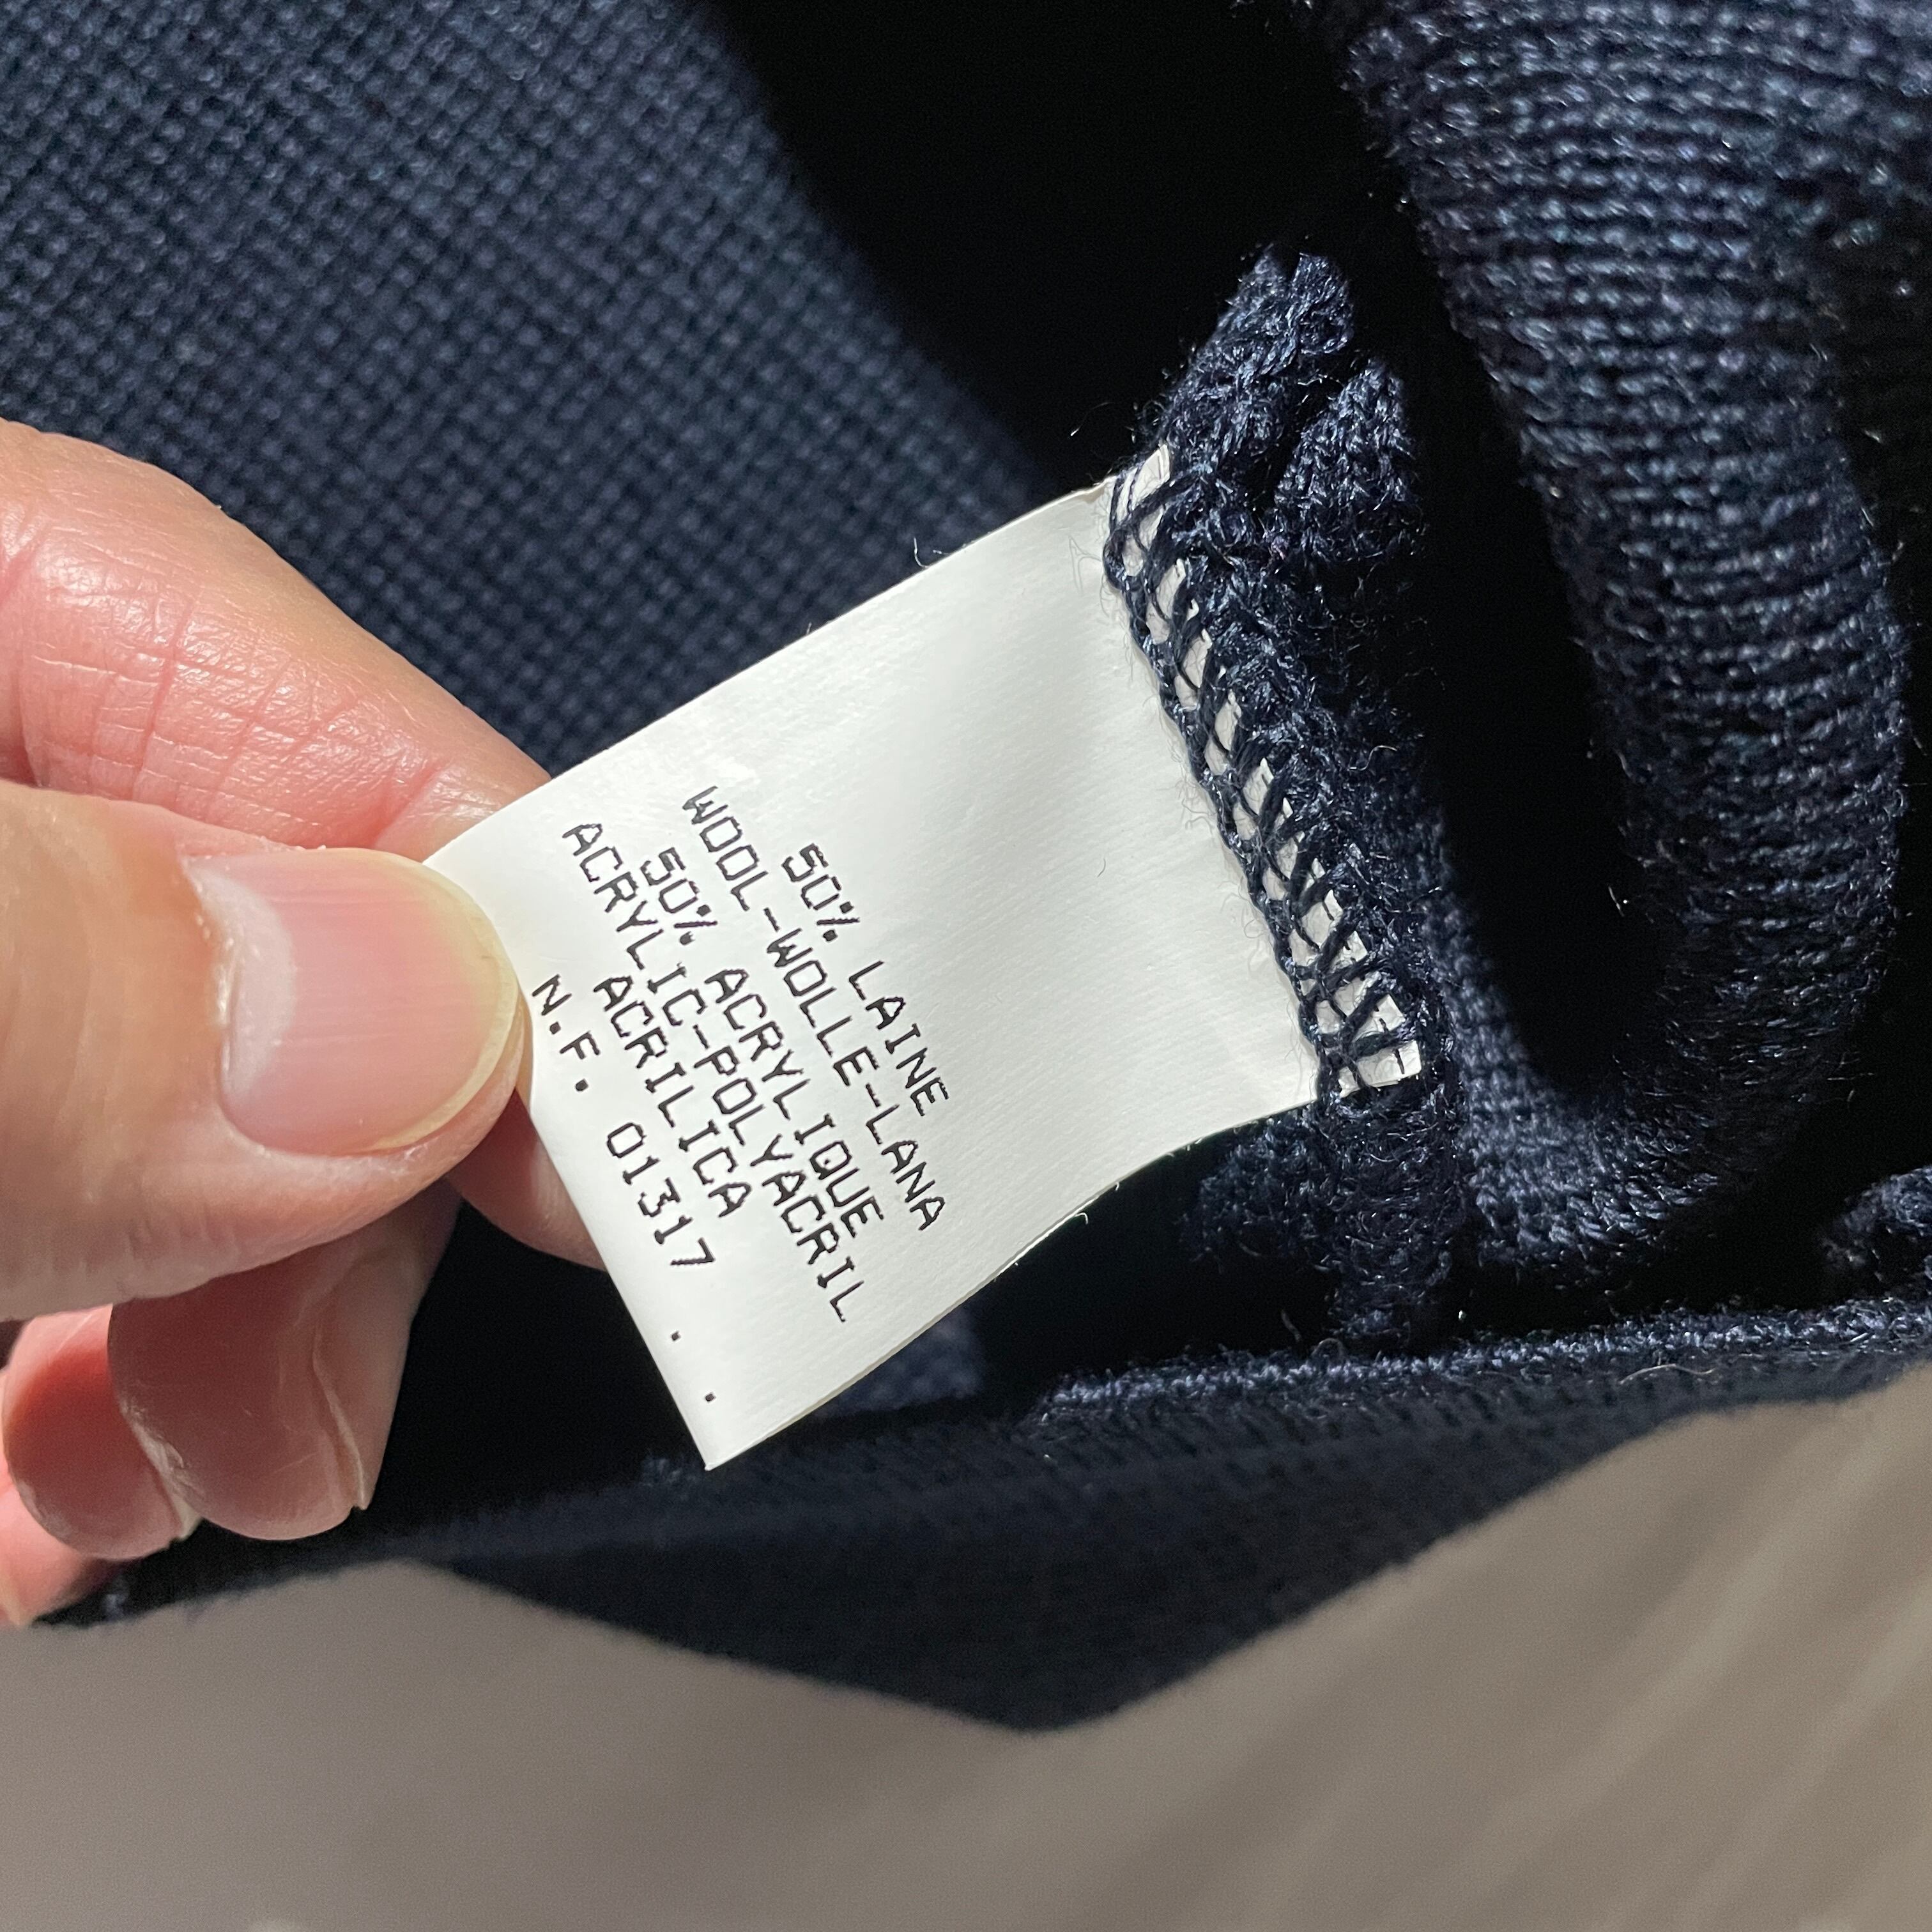 50% LAINE
WOOL-WOLLE-LANA
50% ACRYLIQUE
ACRYLIC-POLYACRIL
ACRILICA
N.F. 01317 . .